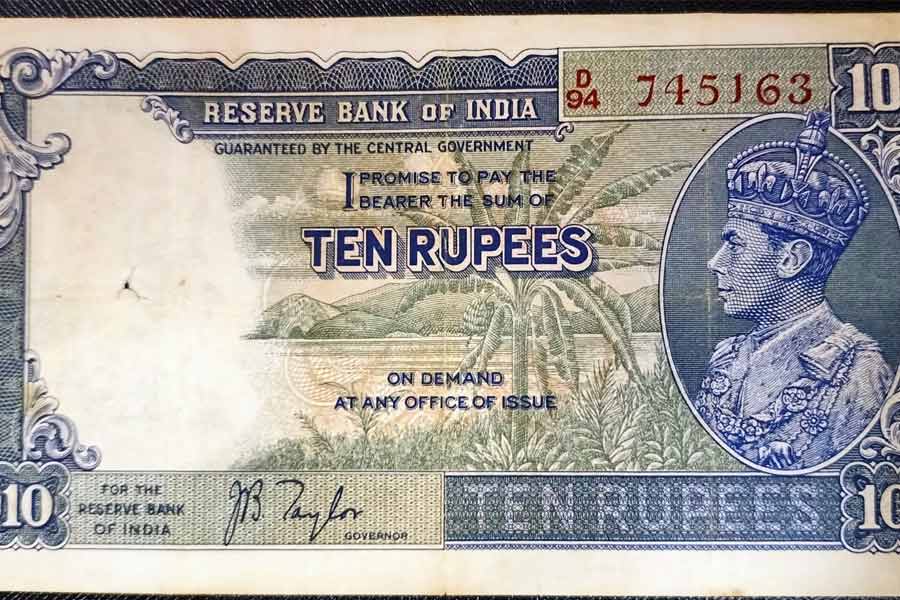 D
94 745163
10
RESERVE BANK OF INDIA
GUARANTEED BY THE CENTRAL GOVERNMENT
I PROMISE TO PAY THE
BEARER THE SUM OF
TEN RUPEES
ON DEMAND
AT ANY OFFICE OF ISSUE
10
FOR THE
RESERVE BANK
OF INDIA
JB Taylor
GOVERNOR
TEN RUPEES
10